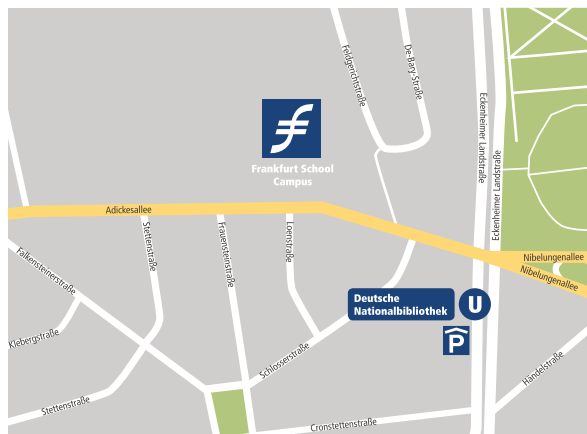 Feldgerichtstraße
De-Bary-Straße
Eckenheimer Landstraße
Eckenheimer Landstraße
Frankfurt School
Campus
Adickesallee
Stettenstraße
Frauensteinstraße
Loenstraße
Falkensteinerstraße
Nibelungenallee
Nibelungenallee
Deutsche
Nationalbibliothek
U
P
Klebergstraße
Schlosserstraße
Händelstraße
Stettenstraße
Cronstettenstraße